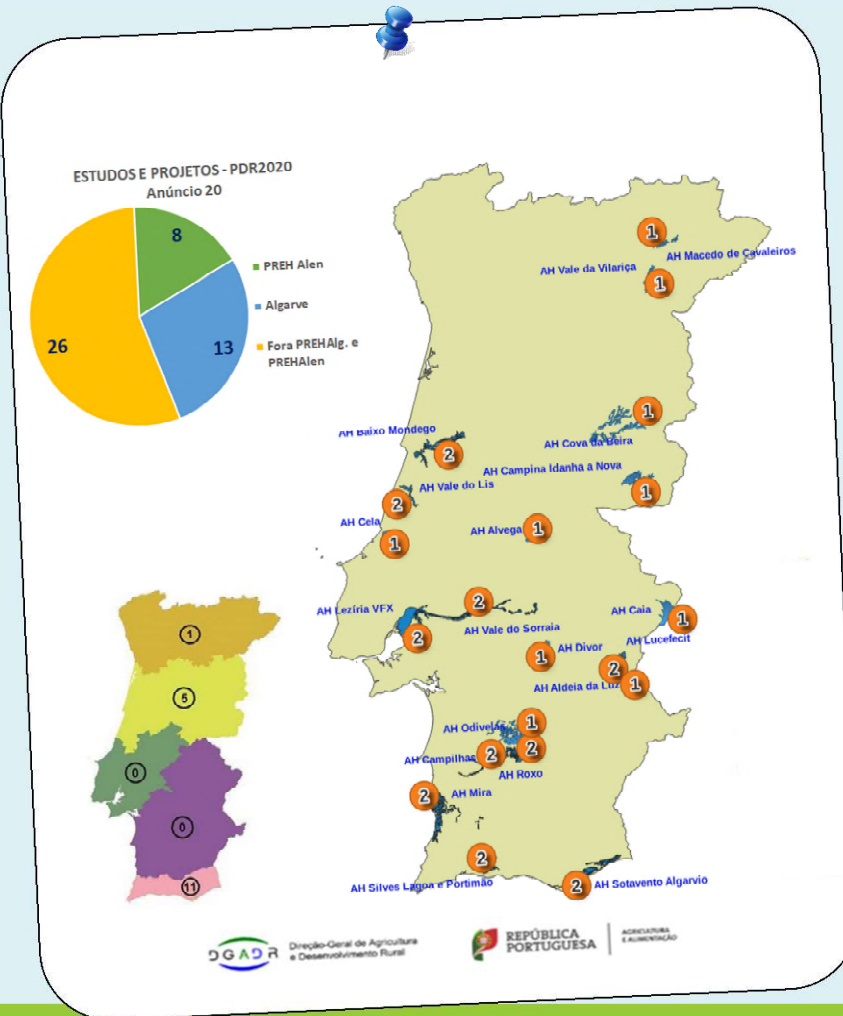 ESTUDOS E PROJETOS - PDR2020
Anúncio 20
8
13
26
PREH Alen
Algarve
Fora PREHAlg. e
PREHAlen
1
AH Macedo de Cavaleiros
AH Vale da Vilariça
1
1
AH Cova da Beira
AH Baixo Mondego
2
AH Campina Idanha a Nova
1
AH Vale do Lis
2
AH Cela
1
AH Alvega
1
AH Lezíria VFX
2
2
AH Vale do Sorraia
AH Caia
1
AH Divor
1
AH Lucefecit
2
AH Aldeia da Luz
1
AH Odivelas
1
AH Campilhas
2
2
AH Roxo
2
AH Mira
2
AH Silves Lagoa e Portimão
2
AH Sotavento Algarvio
1
5
0
0
11
DGADR
Direção-Geral de Agricultura
e Desenvolvimento Rural
REPÚBLICA
PORTUGUESA
AGRICULTURA
E ALIMENTAÇÃO